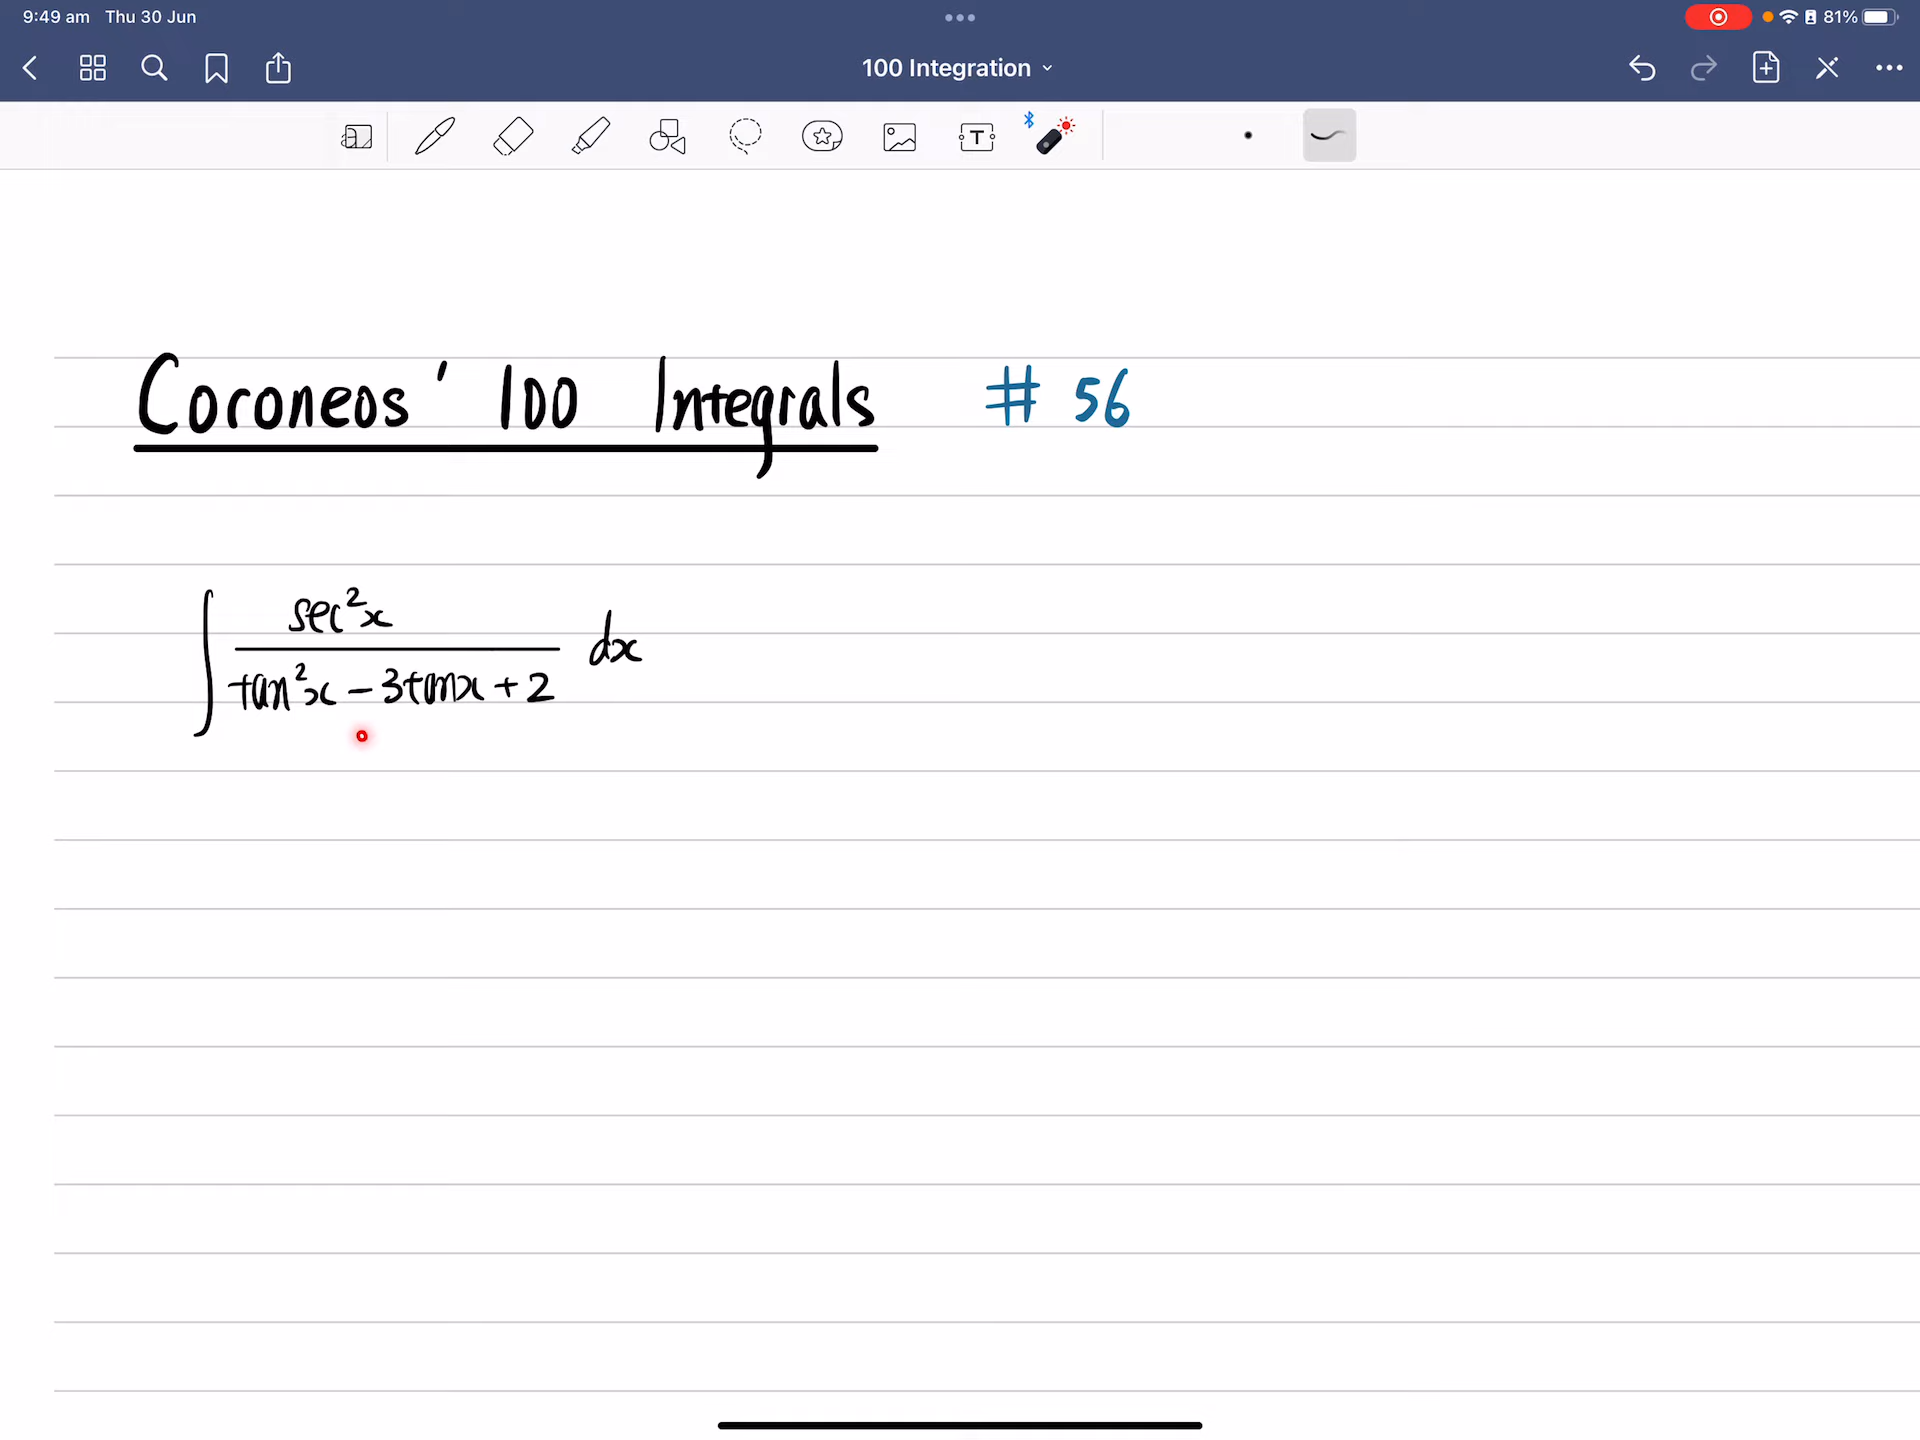 9:49 am Thu 30 Jun
81%
100 Integration
T
Coroneos' 100 Integrals # 56
∫ sec²x / (tan²x − 3tanx + 2) dx